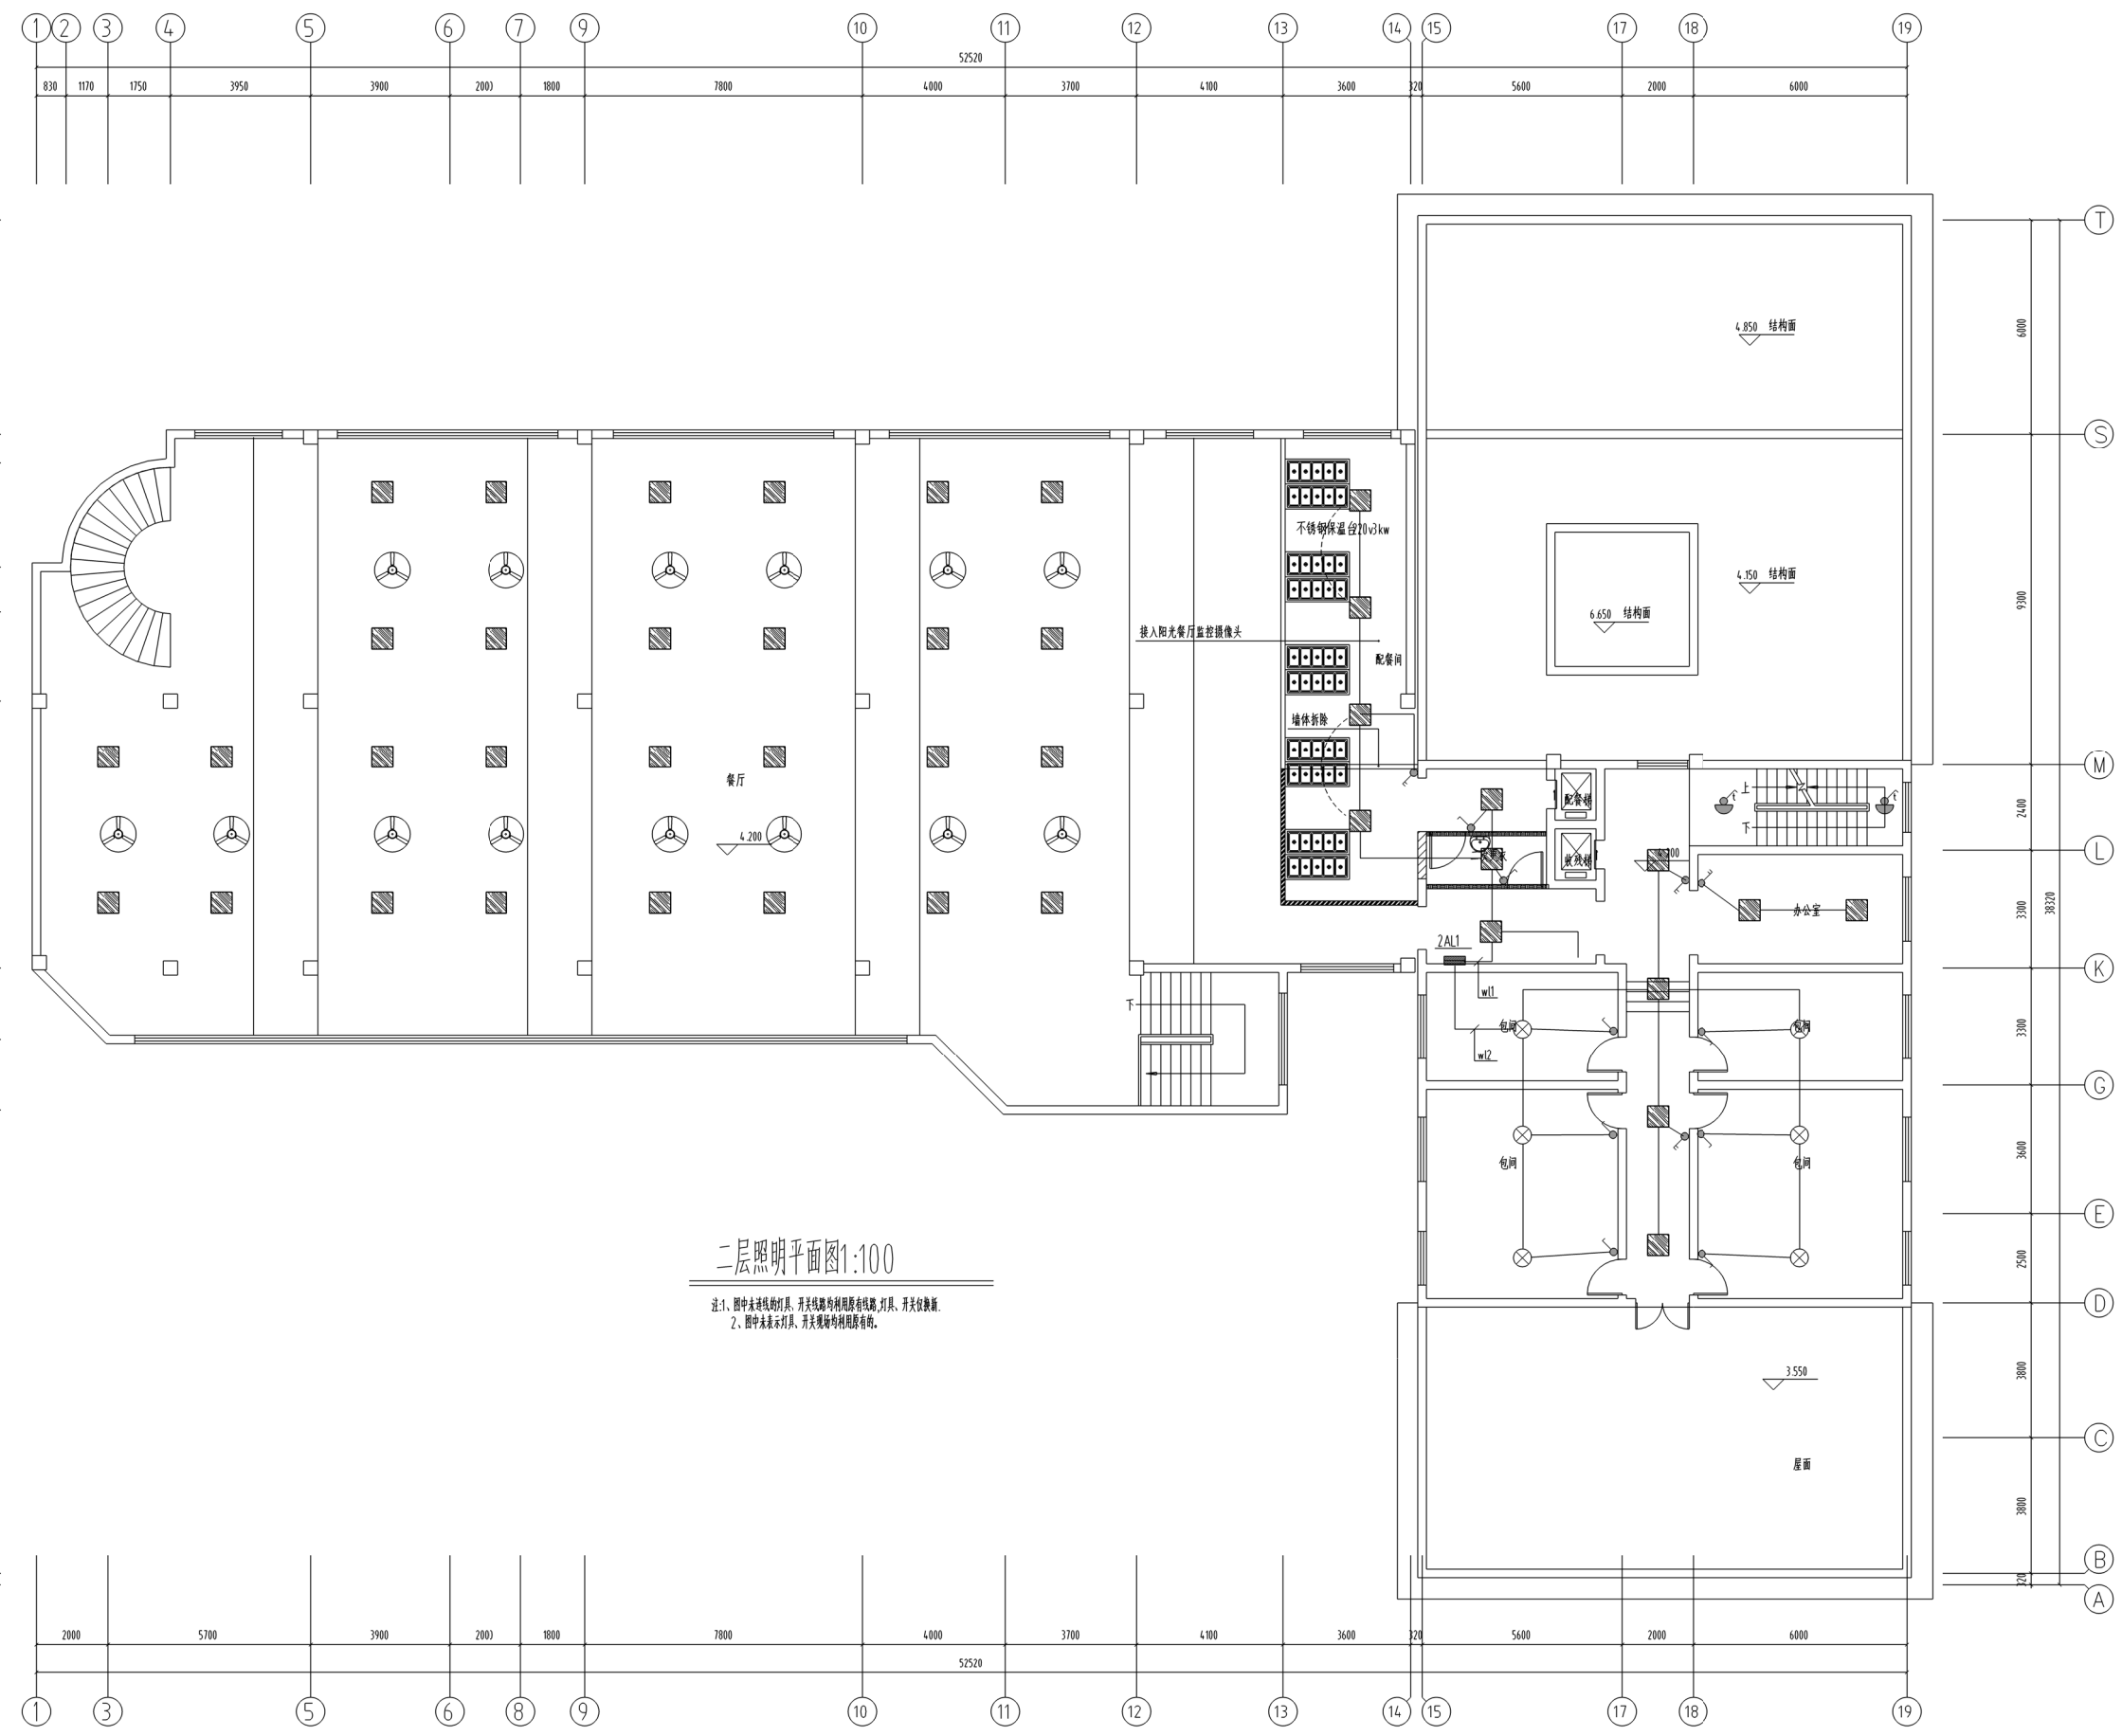 1 2 3 4 5 6 7 9 10 11 12 13 14 15 17 18 19
52520
830 1170 1750 3950 3900 2003 1800 7800 4000 3700 4100 3600 320 5600 2000 6000
T
6000
4.850 结构面
S
不锈钢保温台220v3kw
4.150 结构面
9300
6.650 结构面
接入阳光餐厅监控摄像头
配餐间
墙体拆除
M
餐厅
上
配餐梯
2400
下
4.200
L
收残梯
4.200
办公室
3300
38320
2AL1
K
wl1
下
包间
包间
3300
wl2
G
3600
包间
包间
E
二层照明平面图1:100
2500
注:1、图中未连线的灯具、开关线路均利用原有线路,灯具、开关仅换新.
2、图中未表示灯具、开关现场均利用原有的。
D
3.550
3800
C
屋面
3800
B
320
A
2000 5700 3900 2003 1800 7800 4000 3700 4100 3600 320 5600 2000 6000
52520
1 3 5 6 8 9 10 11 12 13 14 15 17 18 19